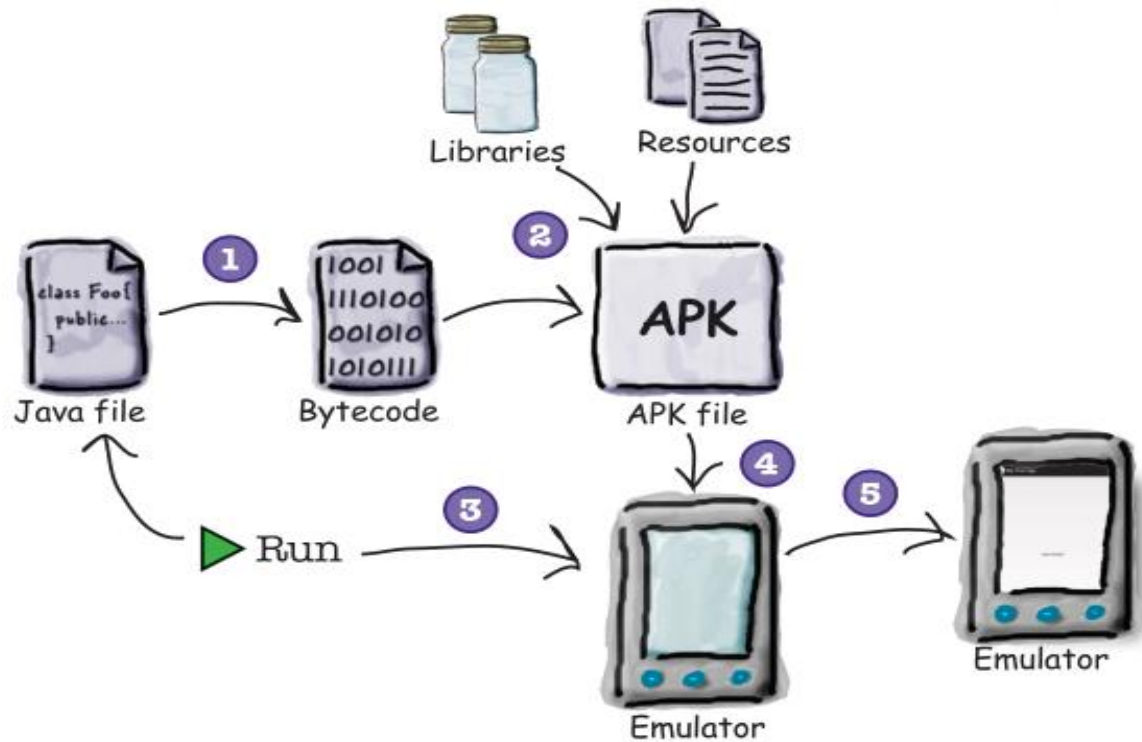 Libraries
Resources
1
2
class Foo{
public...
}
1001
1110100
001010
1010111
APK
Java file
Bytecode
APK file
3
4
5
Run
Emulator
Emulator